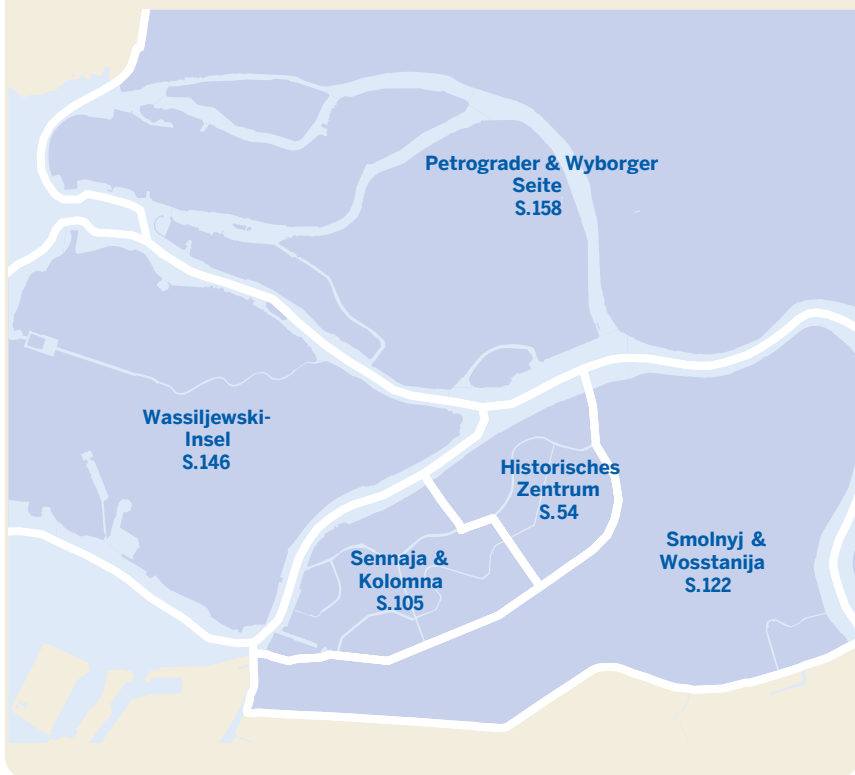 Petrograder & Wyborger
Seite
S.158
Wassiljewski-
Insel
S.146
Historisches
Zentrum
S.54
Sennaja &
Kolomna
S.105
Smolnyj &
Wosstanija
S.122